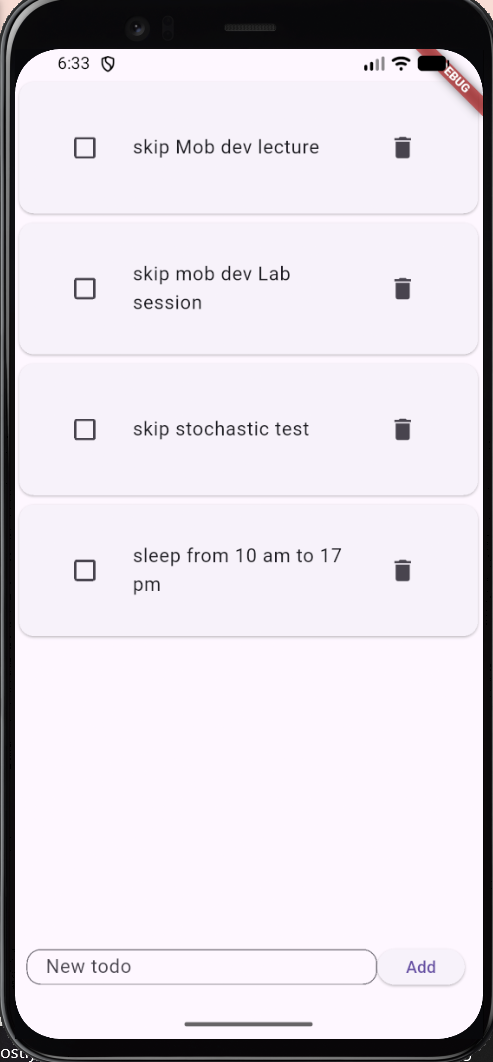 6:33
EBUG
skip Mob dev lecture
skip mob dev Lab
session
skip stochastic test
sleep from 10 am to 17
pm
New todo
Add